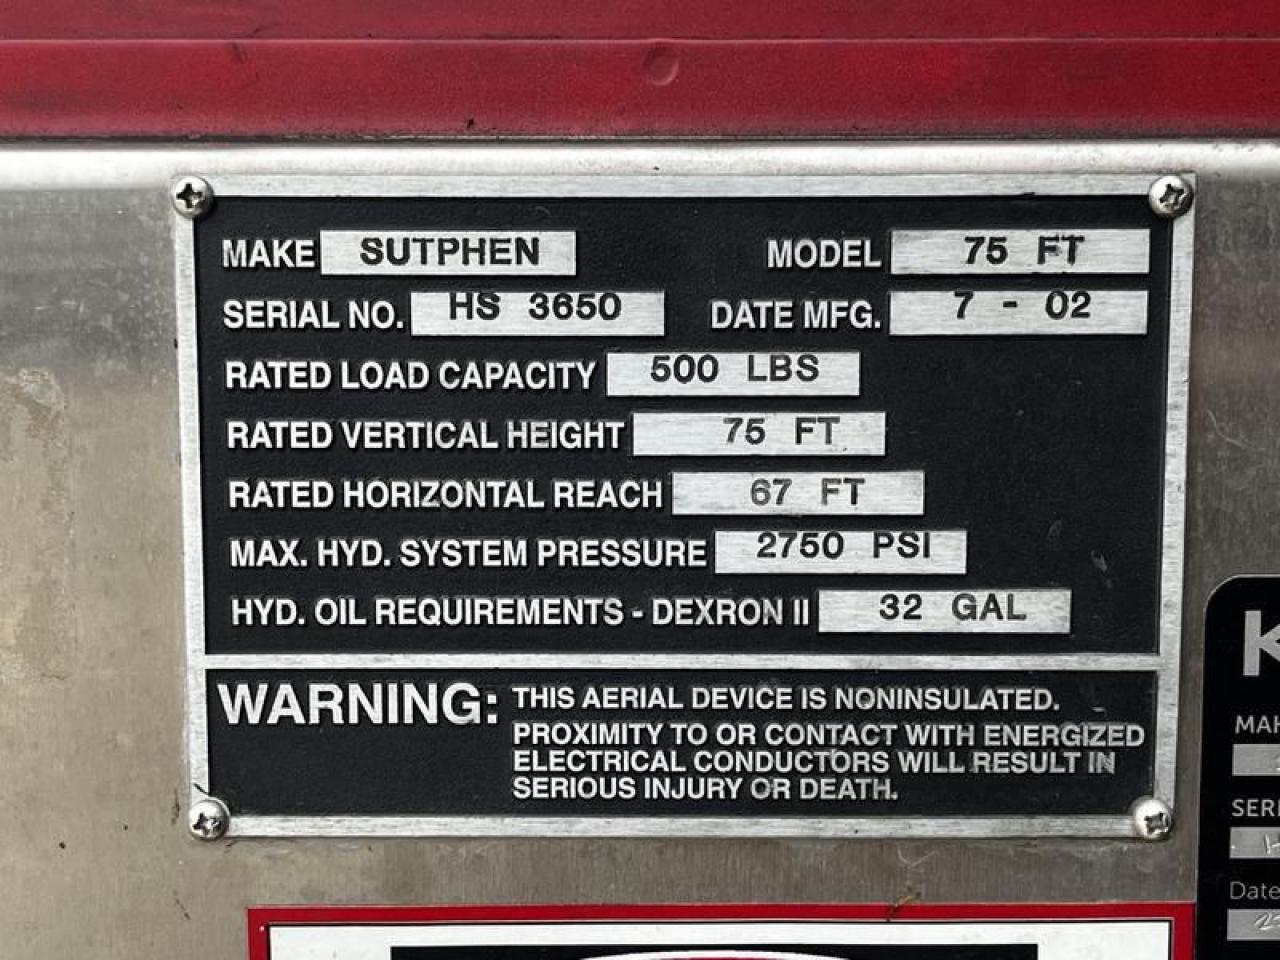 MAKE SUTPHEN MODEL 75 FT
SERIAL NO. HS 3650 DATE MFG. 7 - 02
RATED LOAD CAPACITY 500 LBS
RATED VERTICAL HEIGHT 75 FT
RATED HORIZONTAL REACH 67 FT
MAX. HYD. SYSTEM PRESSURE 2750 PSI
HYD. OIL REQUIREMENTS - DEXRON II 32 GAL
WARNING: THIS AERIAL DEVICE IS NONINSULATED.
PROXIMITY TO OR CONTACT WITH ENERGIZED
ELECTRICAL CONDUCTORS WILL RESULT IN
SERIOUS INJURY OR DEATH.
Date